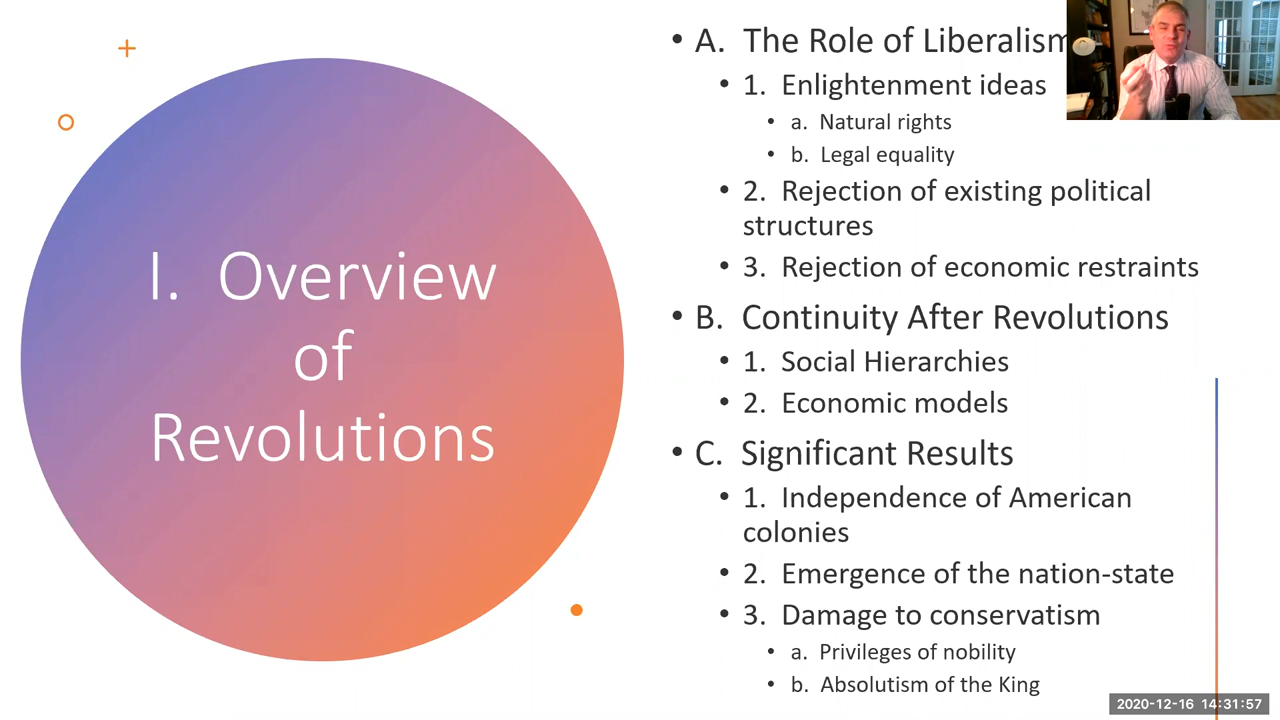 I. Overview
of
Revolutions
• A. The Role of Liberalism
• 1. Enlightenment ideas
• a. Natural rights
• b. Legal equality
• 2. Rejection of existing political
structures
• 3. Rejection of economic restraints
• B. Continuity After Revolutions
• 1. Social Hierarchies
• 2. Economic models
• C. Significant Results
• 1. Independence of American
colonies
• 2. Emergence of the nation-state
• 3. Damage to conservatism
• a. Privileges of nobility
• b. Absolutism of the King
2020-12-16 14:31:57